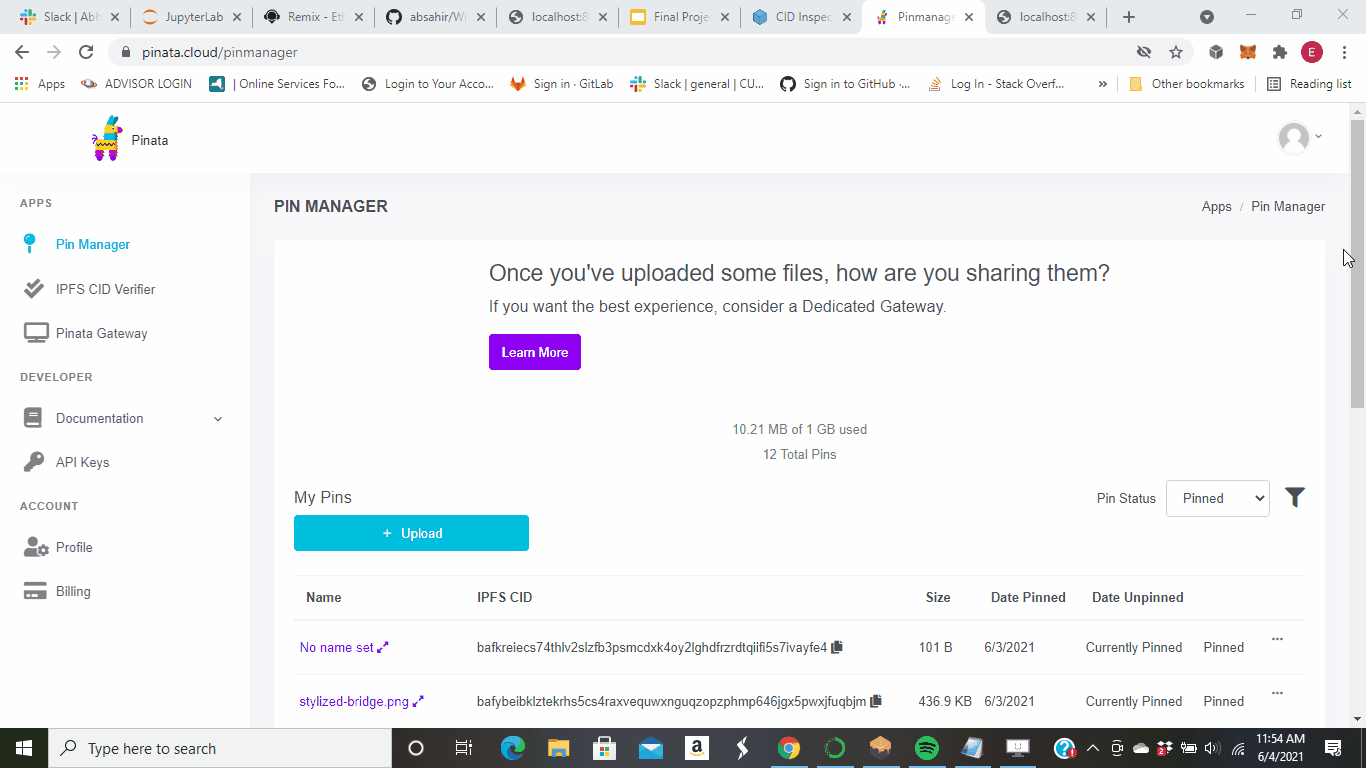 Slack | Abh
JupyterLab
Remix - Eth
absahir/Wa
localhost:8
Final Projec
CID Inspec
Pinmanage
localhost:8
pinata.cloud/pinmanager
E
Apps
ADVISOR LOGIN
| Online Services Fo...
Login to Your Acco...
Sign in · GitLab
Slack | general | CU...
Sign in to GitHub ·...
Log In - Stack Overf...
»
Other bookmarks
Reading list
Pinata
APPS
Pin Manager
IPFS CID Verifier
Pinata Gateway
DEVELOPER
Documentation
API Keys
ACCOUNT
Profile
Billing
PIN MANAGER
Apps / Pin Manager
Once you've uploaded some files, how are you sharing them?
If you want the best experience, consider a Dedicated Gateway.
Learn More
10.21 MB of 1 GB used
12 Total Pins
My Pins
Pin Status
Pinned
+ Upload
Name IPFS CID Size Date Pinned Date Unpinned
No name set bafkreiecs74thlv2slzfb3psmcdxk4oy2lghdfrzrdtqiifi5s7ivayfe4 101 B 6/3/2021 Currently Pinned Pinned ...
stylized-bridge.png bafybeibklztekrhs5cs4raxvequwxnguqzopzphmp646jgx5pwxjfuqbjm 436.9 KB 6/3/2021 Currently Pinned Pinned ...
Type here to search
11:54 AM
6/4/2021